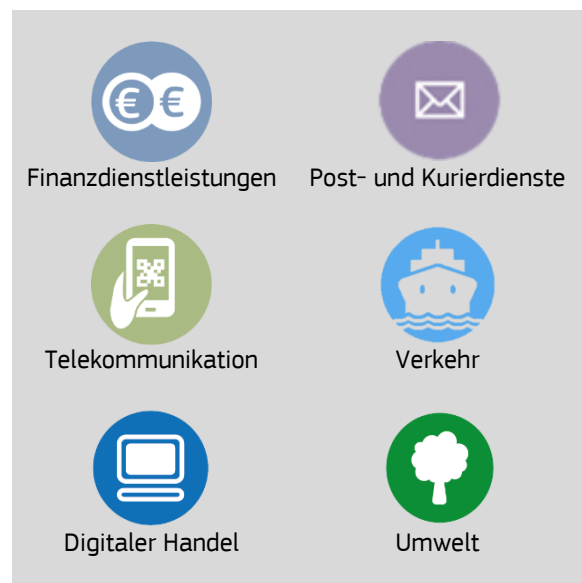 Finanzdienstleistungen
Post- und Kurierdienste
Telekommunikation
Verkehr
Digitaler Handel
Umwelt